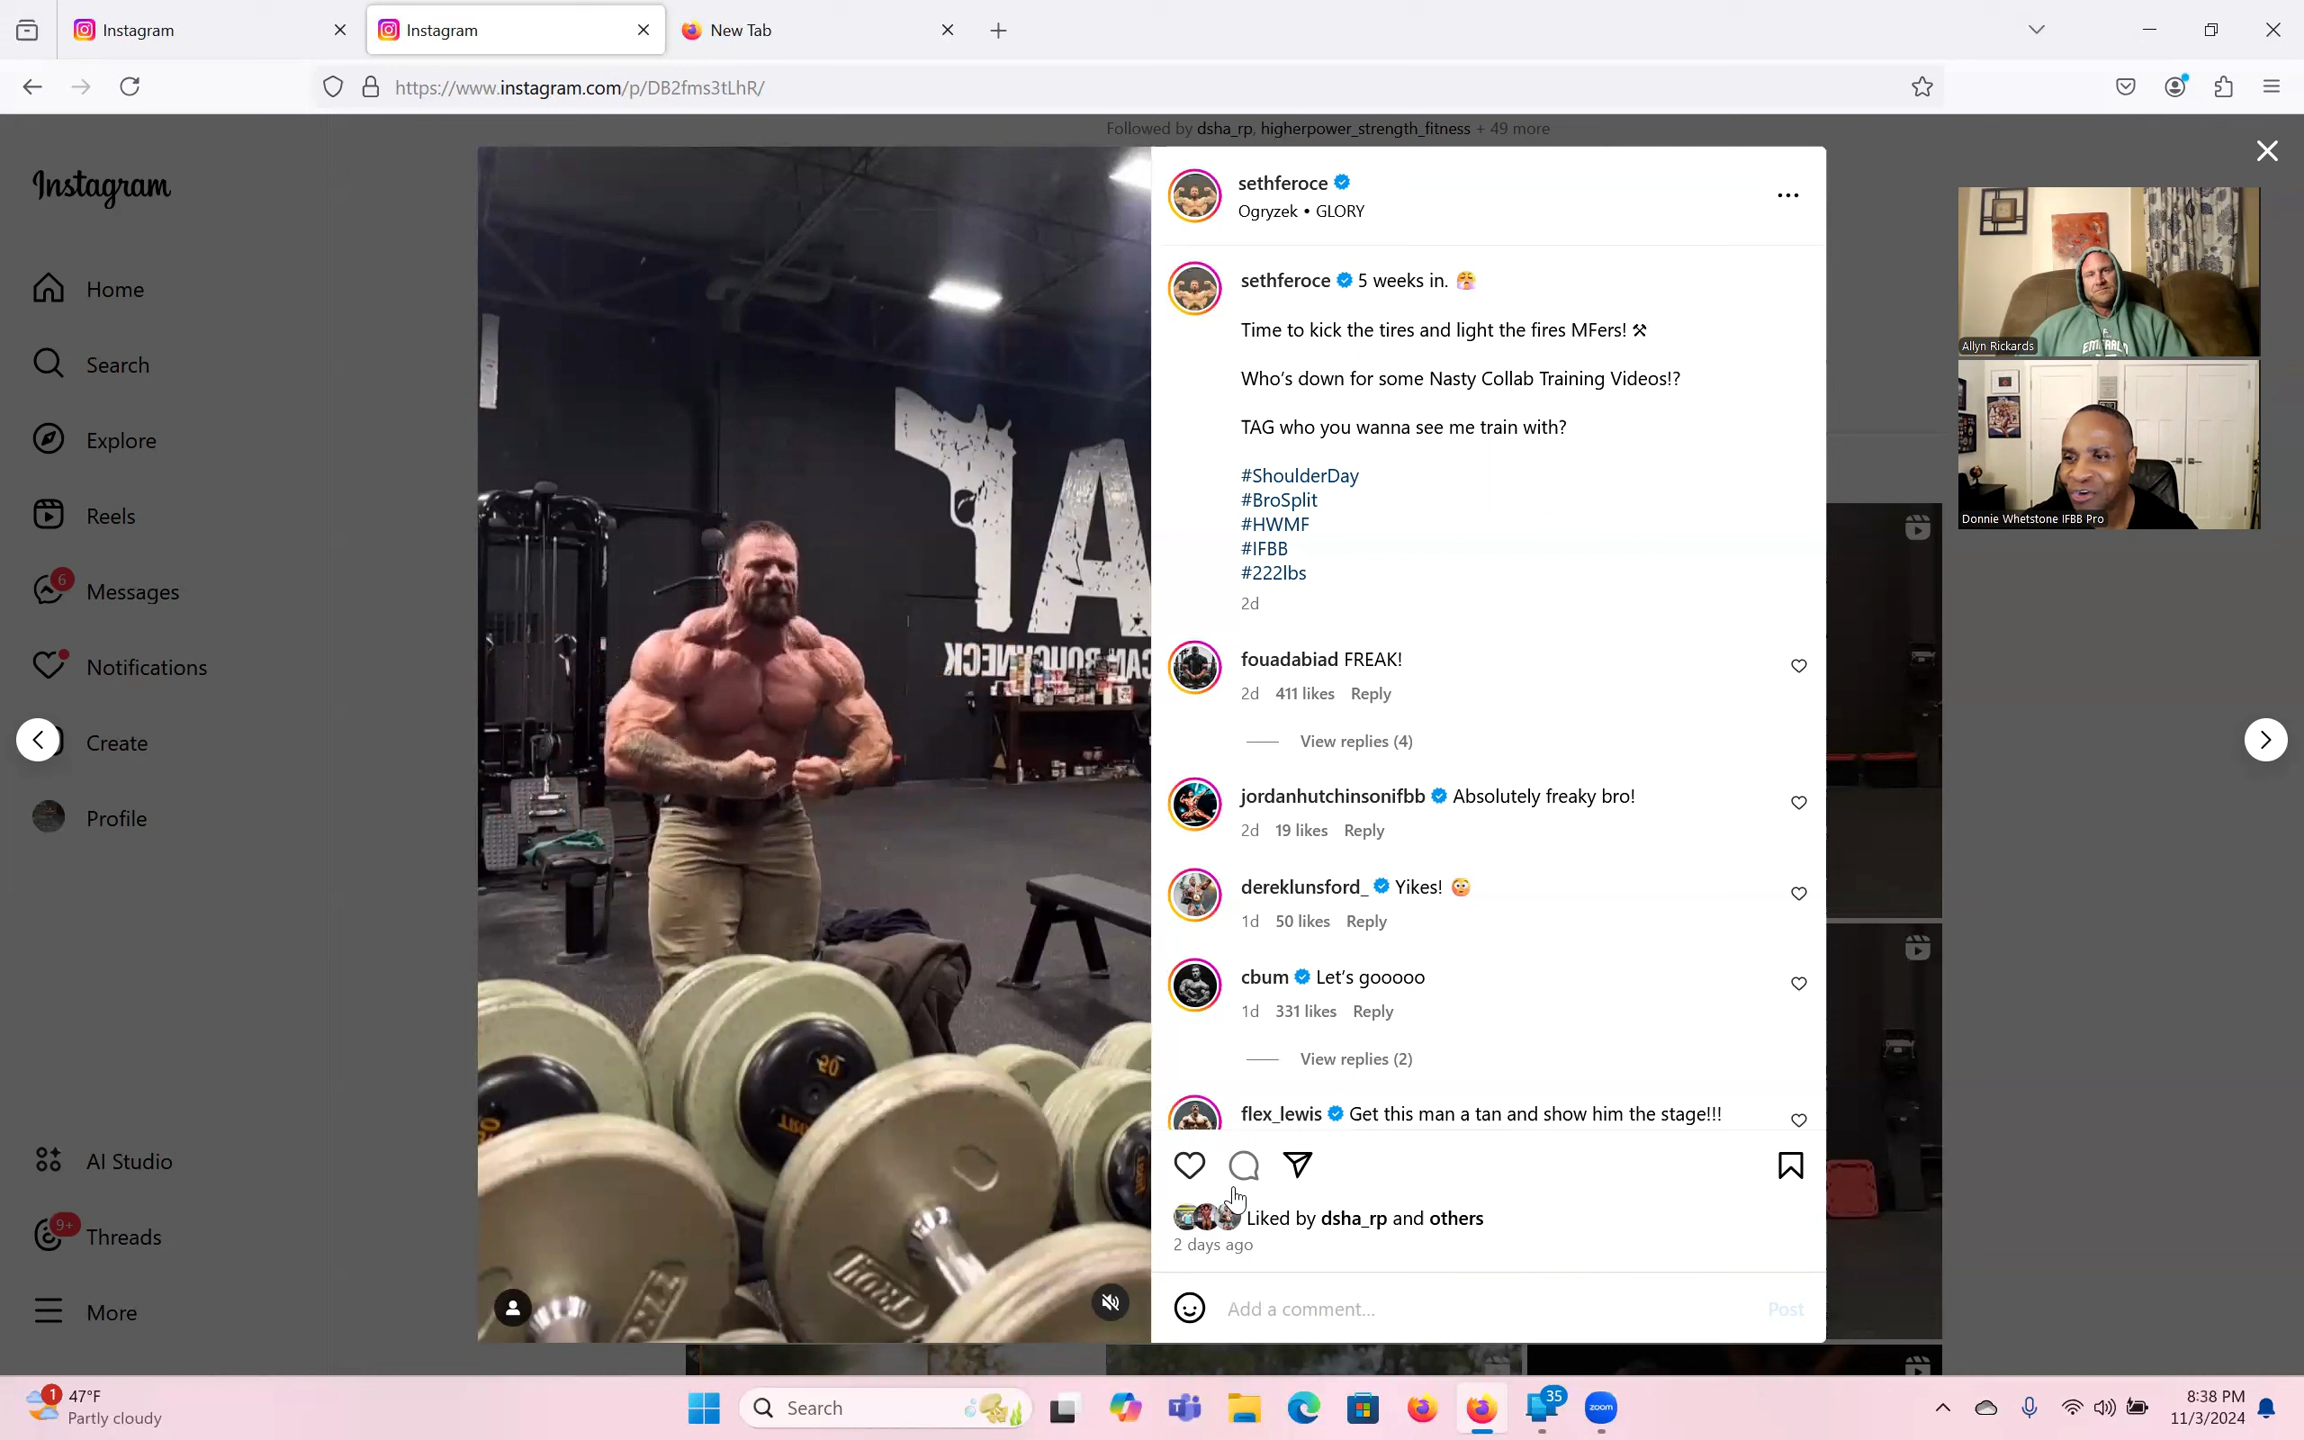 Instagram
Instagram
New Tab
https://www.instagram.com/p/DB2fms3tLhR/
Followed by dsha_rp, higherpower_strength_fitness + 49 more
Instagram
Home
Search
Explore
Reels
6
Messages
Notifications
Create
Profile
AI Studio
9+
Threads
More
sethferoce
Ogryzek • GLORY
sethferoce 5 weeks in. 😤
Time to kick the tires and light the fires MFers! ⚒
Who's down for some Nasty Collab Training Videos!?
TAG who you wanna see me train with?
#ShoulderDay
#BroSplit
#HWMF
#IFBB
#222lbs
2d
fouadabiad FREAK!
2d 411 likes Reply
View replies (4)
jordanhutchinsonifbb Absolutely freaky bro!
2d 19 likes Reply
dereklunsford_ Yikes! 😳
1d 50 likes Reply
cbum Let's gooooo
1d 331 likes Reply
View replies (2)
flex_lewis Get this man a tan and show him the stage!!!
Liked by dsha_rp and others
2 days ago
Add a comment...
Post
Allyn Rickards
Donnie Whetstone IFBB Pro
1
47°F
Partly cloudy
Search
35
zoom
8:38 PM
11/3/2024